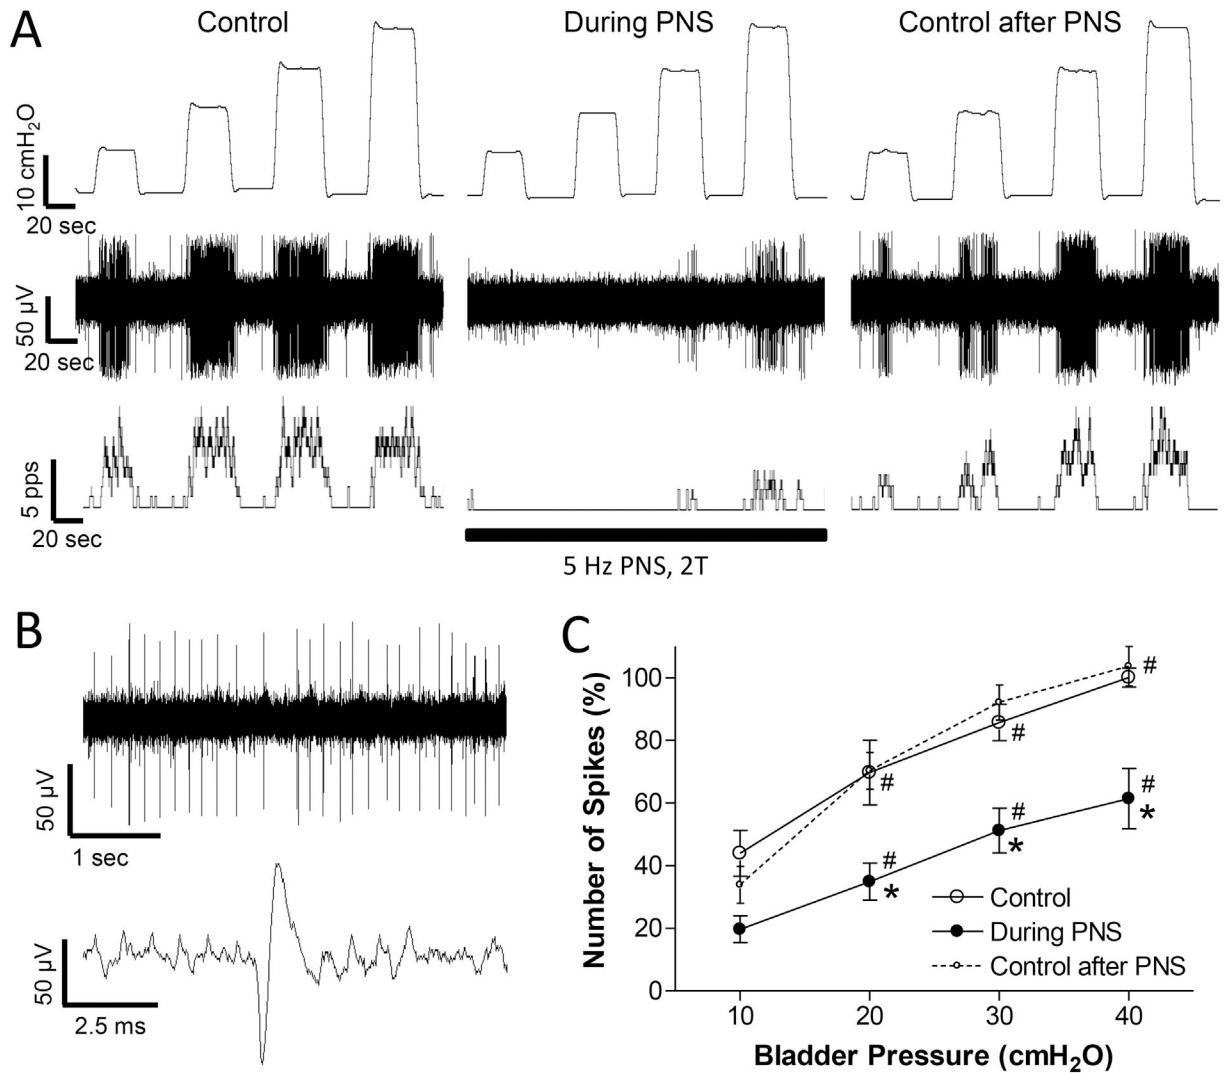 A
Control
During PNS
Control after PNS
10 cmH₂O
20 sec
50 µV
20 sec
5 pps
20 sec
5 Hz PNS, 2T
B
50 µV
1 sec
50 µV
2.5 ms
C
Number of Spikes (%)
100
80
60
40
20
0
#
#
#
#
#
#
*
*
*
Control
During PNS
Control after PNS
10 20 30 40
Bladder Pressure (cmH₂O)